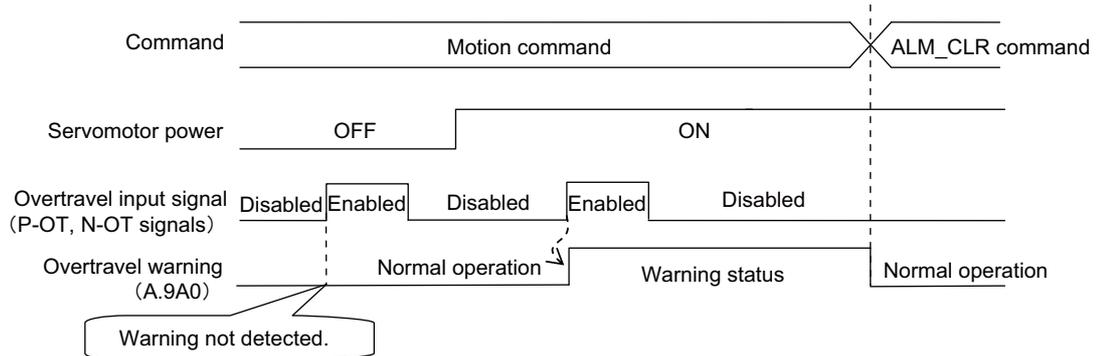 Command
Motion command
ALM_CLR command
Servomotor power
OFF
ON
Overtravel input signal
(P-OT, N-OT signals)
Disabled
Enabled
Disabled
Enabled
Disabled
Overtravel warning
(A.9A0)
Normal operation
Warning status
Normal operation
Warning not detected.